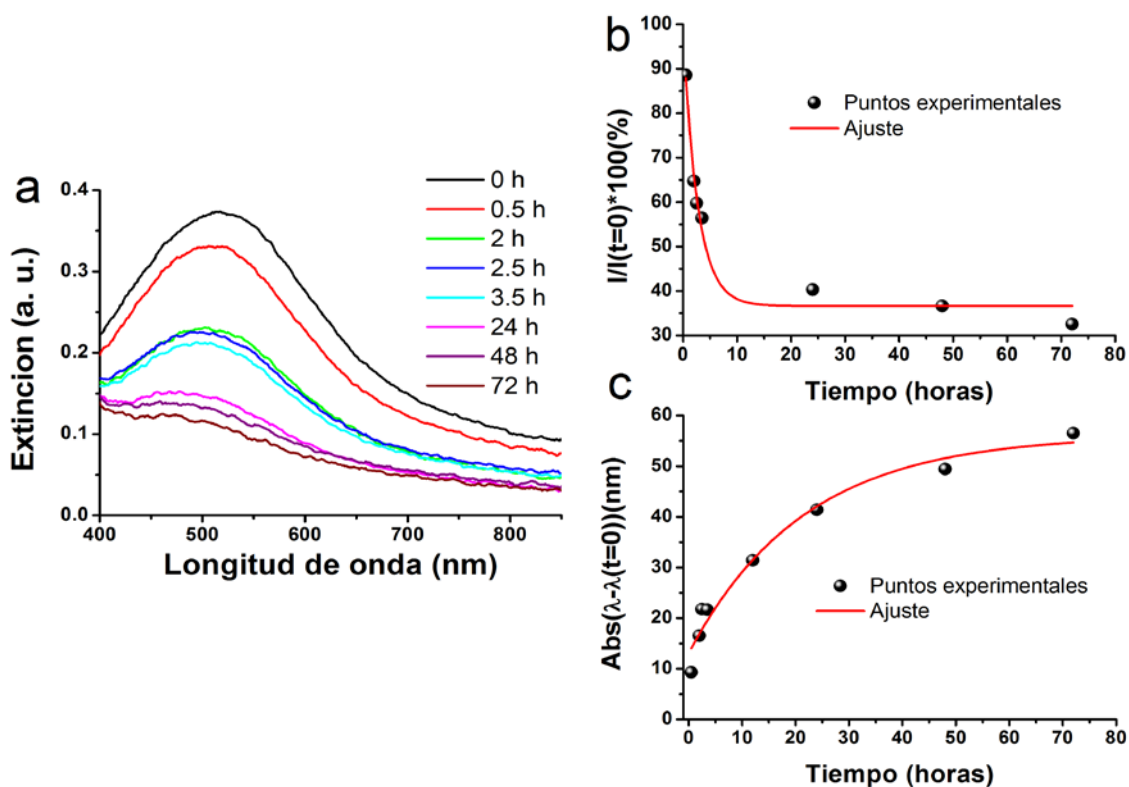 a
Extincion (a. u.)
0.4
0.3
0.2
0.1
0.0
400 500 600 700 800
Longitud de onda (nm)
0 h
0.5 h
2 h
2.5 h
3.5 h
24 h
48 h
72 h
b
I/I(t=0)*100(%)
100
90
80
70
60
50
40
30
0 10 20 30 40 50 60 70 80
Tiempo (horas)
Puntos experimentales
Ajuste
c
Abs(λ-λ(t=0))(nm)
60
50
40
30
20
10
0
0 10 20 30 40 50 60 70 80
Tiempo (horas)
Puntos experimentales
Ajuste